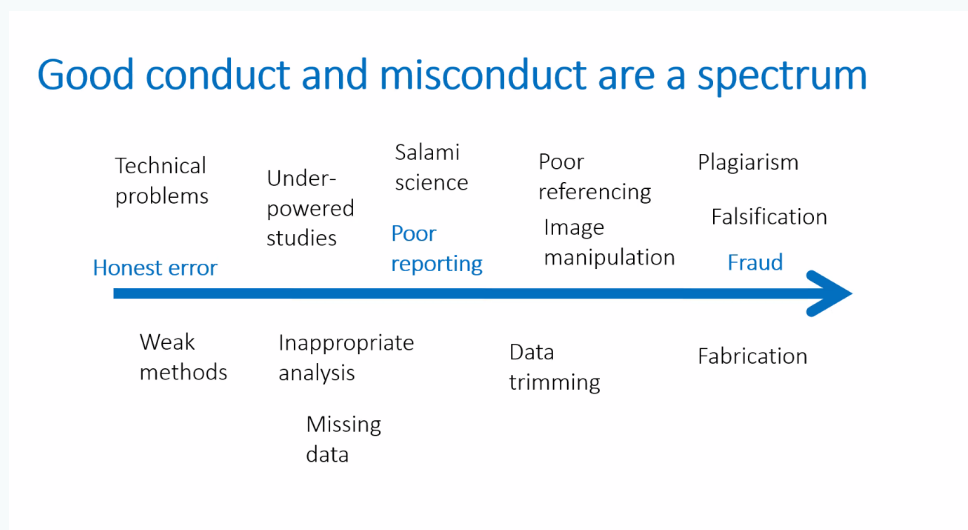 Good conduct and misconduct are a spectrum
Technical
problems
Under-
powered
studies
Salami
science
Poor
referencing
Plagiarism
Falsification
Image
manipulation
Poor
reporting
Honest error
Fraud
Weak
methods
Inappropriate
analysis
Missing
data
Data
trimming
Fabrication